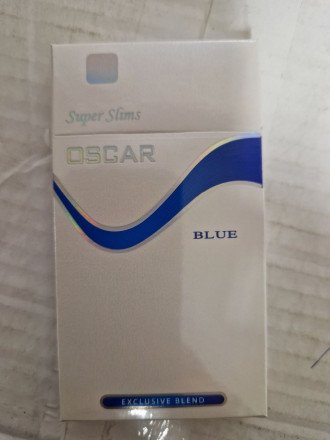 Super Slims
OSCAR
BLUE
EXCLUSIVE BLEND